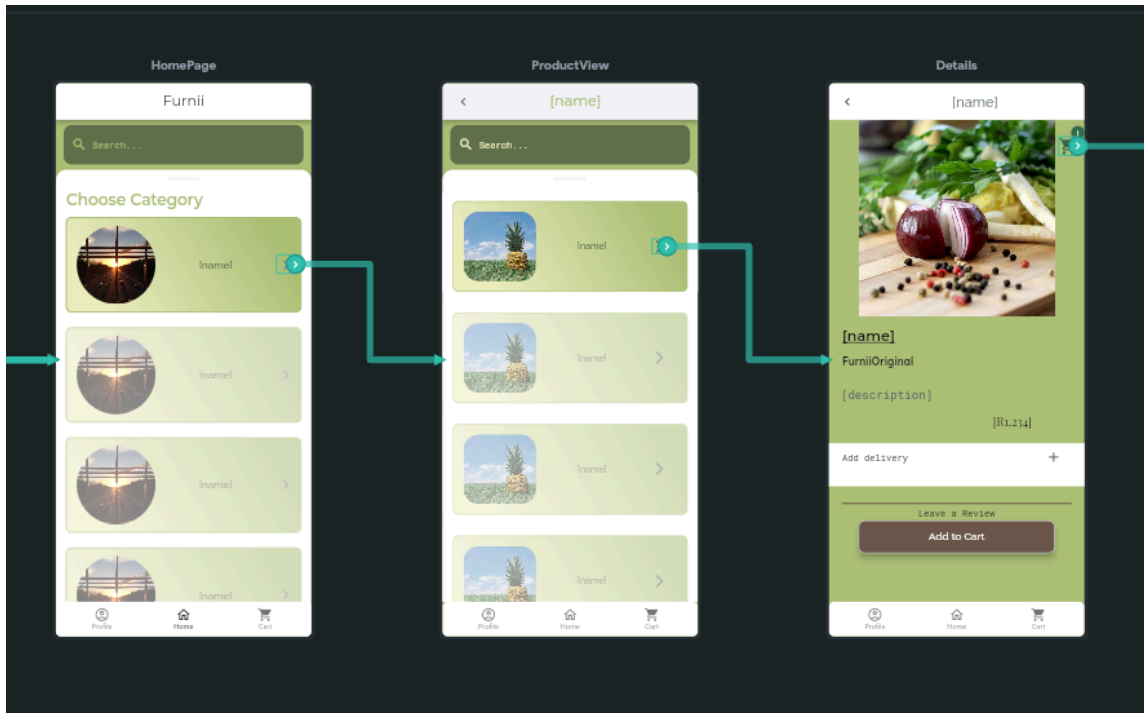 HomePage
Furnii
Search...
Choose Category
[name]
[name]
[name]
[name]
Profile
Home
Cart
ProductView
[name]
Search...
[name]
[name]
[name]
[name]
Profile
Home
Cart
Details
[name]
1
[name]
FurniiOriginal
[description]
[R1,234]
Add delivery
Leave a Review
Add to Cart
Profile
Home
Cart